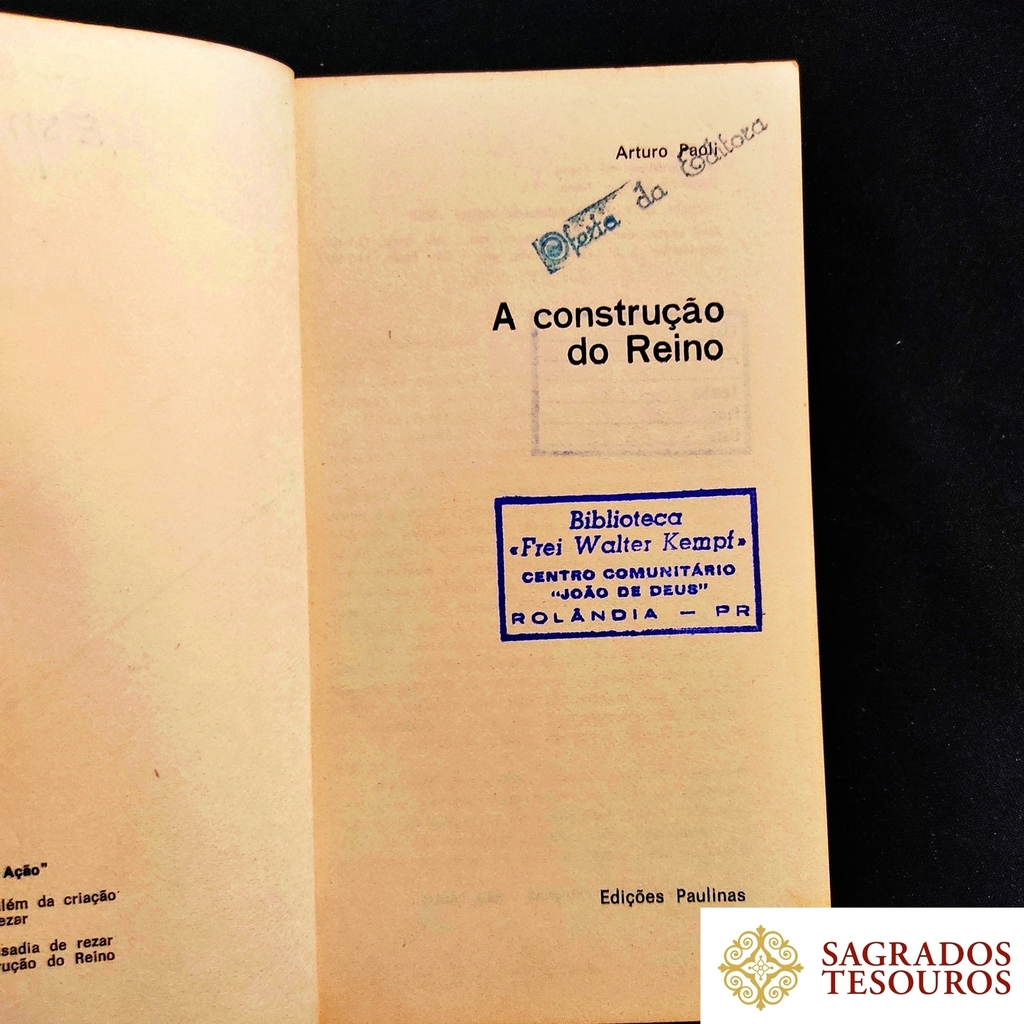 Ação"
lém da criação
ezar
sadia de rezar
rução do Reino
Arturo Paoli
Oferta da Editora
A construção
do Reino
Biblioteca
«Frei Walter Kempf»
CENTRO COMUNITÁRIO
"JOÃO DE DEUS"
ROLÂNDIA — PR
Edições Paulinas
SAGRADOS
TESOUROS